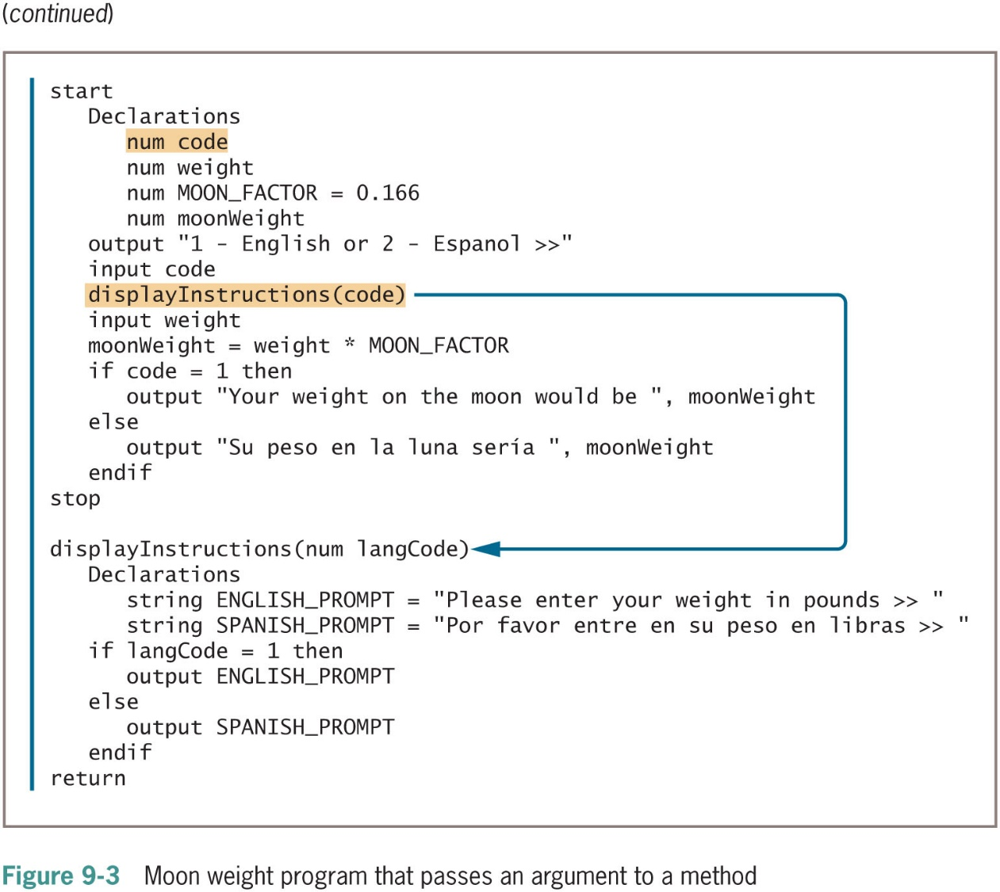 (continued)
start
Declarations
num code
num weight
num MOON_FACTOR = 0.166
num moonWeight
output "1 - English or 2 - Espanol >>"
input code
displayInstructions(code)
input weight
moonWeight = weight * MOON_FACTOR
if code = 1 then
output "Your weight on the moon would be ", moonWeight
else
output "Su peso en la luna sería ", moonWeight
endif
stop
displayInstructions(num langCode)
Declarations
string ENGLISH_PROMPT = "Please enter your weight in pounds >> "
string SPANISH_PROMPT = "Por favor entre en su peso en libras >> "
if langCode = 1 then
output ENGLISH_PROMPT
else
output SPANISH_PROMPT
endif
return
Figure 9-3 Moon weight program that passes an argument to a method